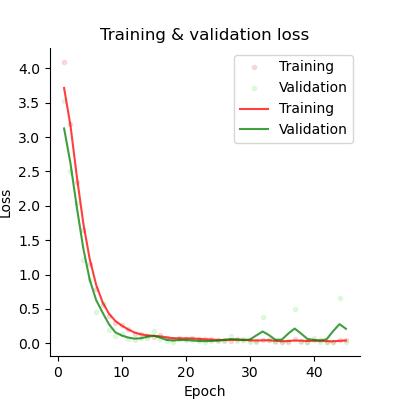 Training & validation loss
Training
Validation
Training
Validation
Loss
4.0
3.5
3.0
2.5
2.0
1.5
1.0
0.5
0.0
0 10 20 30 40
Epoch